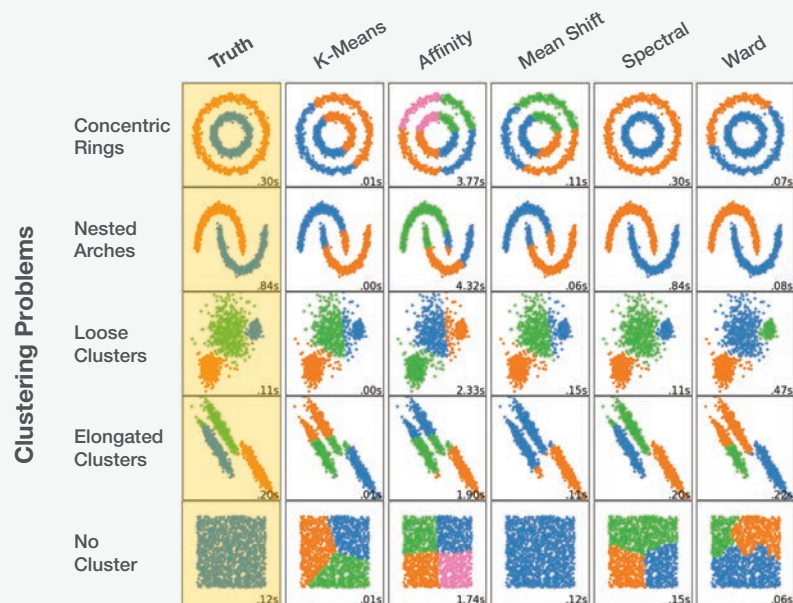 Truth K-Means Affinity Mean Shift Spectral Ward
Clustering Problems
Concentric
Rings
.30s .01s 3.77s .11s .30s .07s
Nested
Arches
.84s .00s 4.32s .06s .84s .08s
Loose
Clusters
.11s .00s 2.33s .15s .11s .47s
Elongated
Clusters
.20s .01s 1.90s .11s .20s .22s
No
Cluster
.12s .01s 1.74s .12s .15s .06s